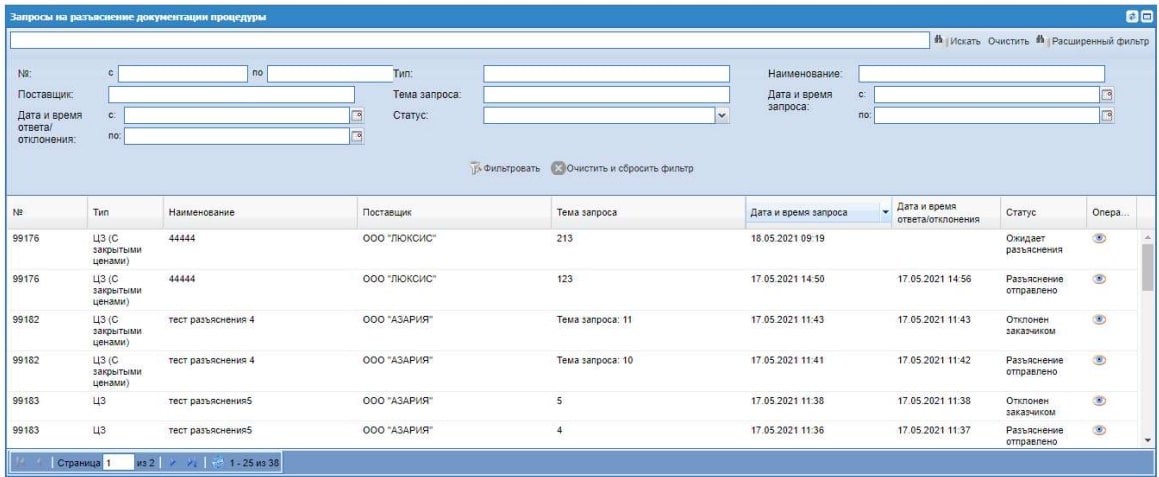 Запросы на разъяснение документации процедуры
Искать Очистить Расширенный фильтр
№: с по Тип: Наименование:
Поставщик: Тема запроса: Дата и время запроса: с:
по:
Дата и время ответа/отклонения: с: Статус:
по:
Фильтровать Очистить и сбросить фильтр
№ Тип Наименование Поставщик Тема запроса Дата и время запроса Дата и время ответа/отклонения Статус Опера...
99176 ЦЗ (С закрытыми ценами) 44444 ООО "ЛЮКСИС" 213 18.05.2021 09:19 Ожидает разъяснения
99176 ЦЗ (С закрытыми ценами) 44444 ООО "ЛЮКСИС" 123 17.05.2021 14:50 17.05.2021 14:56 Разъяснение отправлено
99182 ЦЗ (С закрытыми ценами) тест разъяснения 4 ООО "АЗАРИЯ" Тема запроса: 11 17.05.2021 11:43 17.05.2021 11:43 Отклонен заказчиком
99182 ЦЗ (С закрытыми ценами) тест разъяснения 4 ООО "АЗАРИЯ" Тема запроса: 10 17.05.2021 11:41 17.05.2021 11:42 Разъяснение отправлено
99183 ЦЗ тест разъяснения5 ООО "АЗАРИЯ" 5 17.05.2021 11:38 17.05.2021 11:38 Отклонен заказчиком
99183 ЦЗ тест разъяснения5 ООО "АЗАРИЯ" 4 17.05.2021 11:36 17.05.2021 11:37 Разъяснение отправлено
Страница 1 из 2 1 - 25 из 38